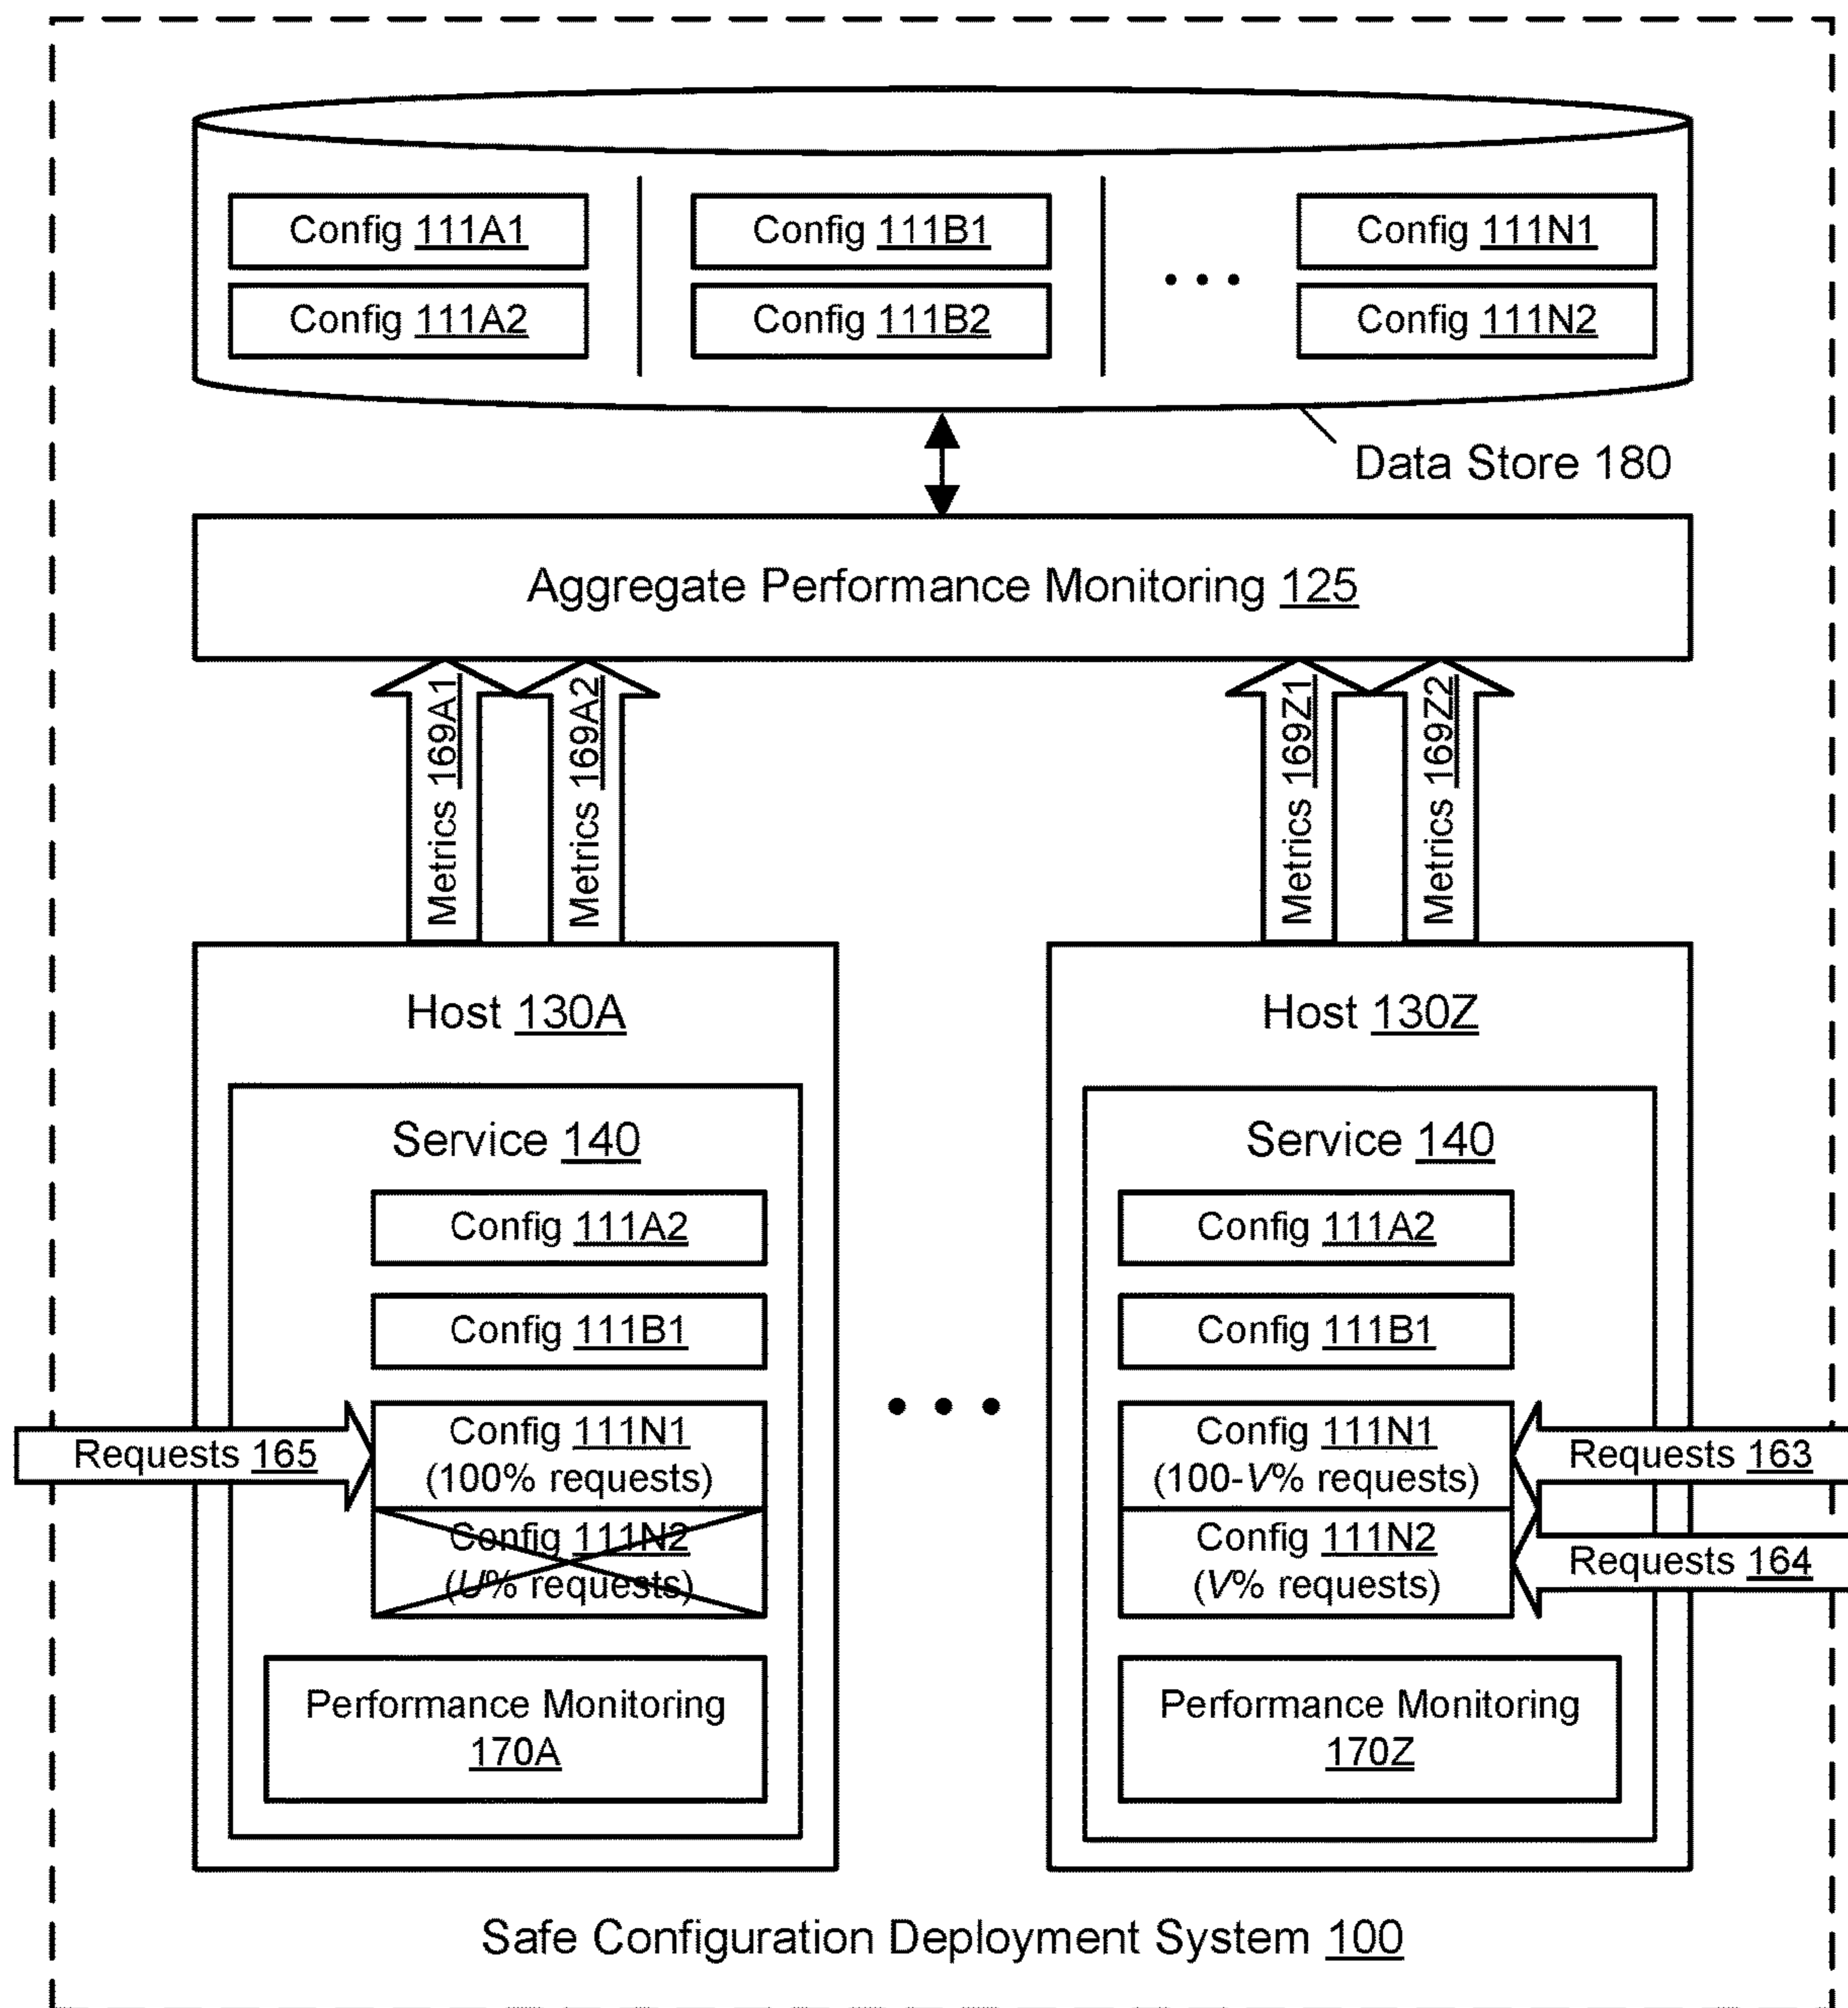 Config 111A1
Config 111B1
Config 111N1
...
Config 111A2
Config 111B2
Config 111N2
Data Store 180
Aggregate Performance Monitoring 125
Metrics 169A1
Metrics 169A2
Metrics 169Z1
Metrics 169Z2
Host 130A
Service 140
Config 111A2
Config 111B1
Requests 165
Config 111N1
(100% requests)
Config 111N2
(U% requests)
Performance Monitoring
170A
...
Host 130Z
Service 140
Config 111A2
Config 111B1
Config 111N1
(100-V% requests)
Requests 163
Config 111N2
(V% requests)
Requests 164
Performance Monitoring
170Z
Safe Configuration Deployment System 100